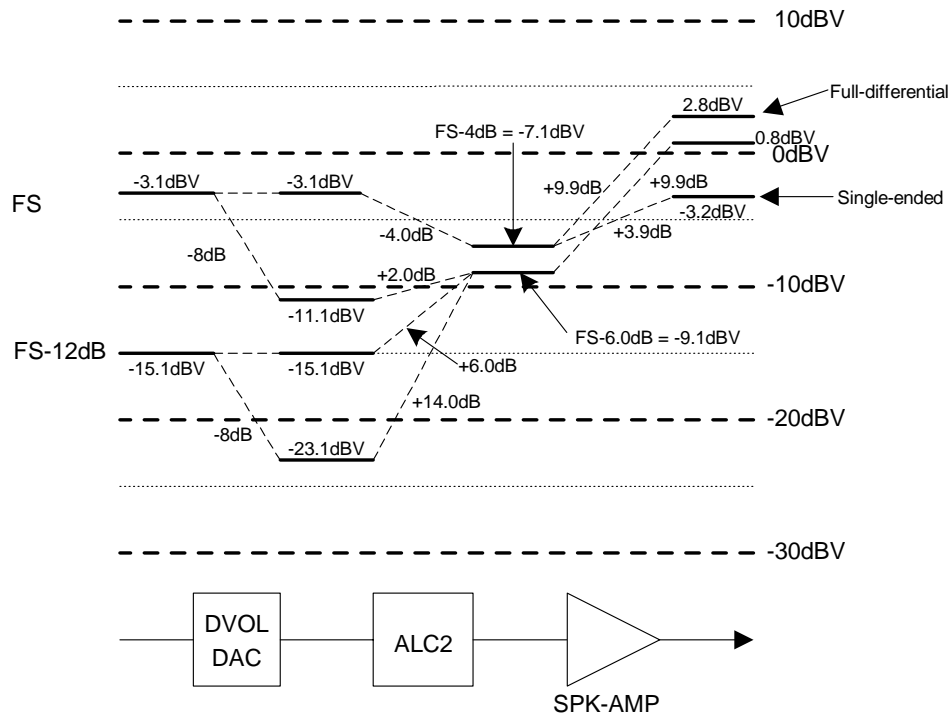 10dBV
2.8dBV
Full-differential
FS-4dB = -7.1dBV
0.8dBV
0dBV
+9.9dB
+9.9dB
-3.1dBV
-3.1dBV
FS
Single-ended
-3.2dBV
-4.0dB
+3.9dB
-8dB
+2.0dB
-10dBV
-11.1dBV
FS-6.0dB = -9.1dBV
FS-12dB
-15.1dBV
-15.1dBV
+6.0dB
+14.0dB
-20dBV
-8dB
-23.1dBV
-30dBV
DVOL
DAC
ALC2
SPK-AMP